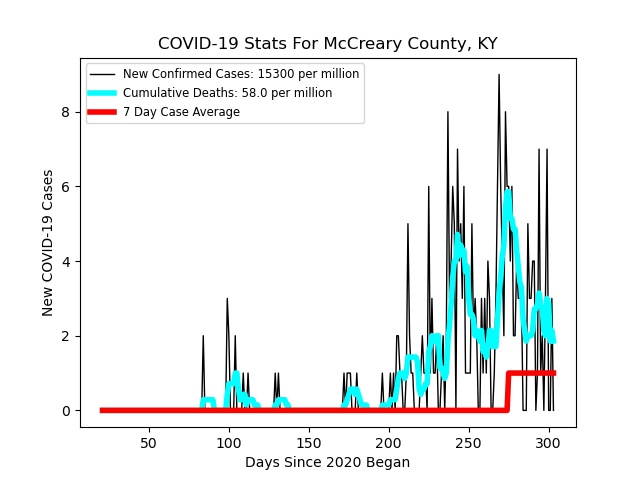 COVID-19 Stats For McCreary County, KY
New Confirmed Cases: 15300 per million
Cumulative Deaths: 58.0 per million
7 Day Case Average
New COVID-19 Cases
8
6
4
2
0
50 100 150 200 250 300
Days Since 2020 Began